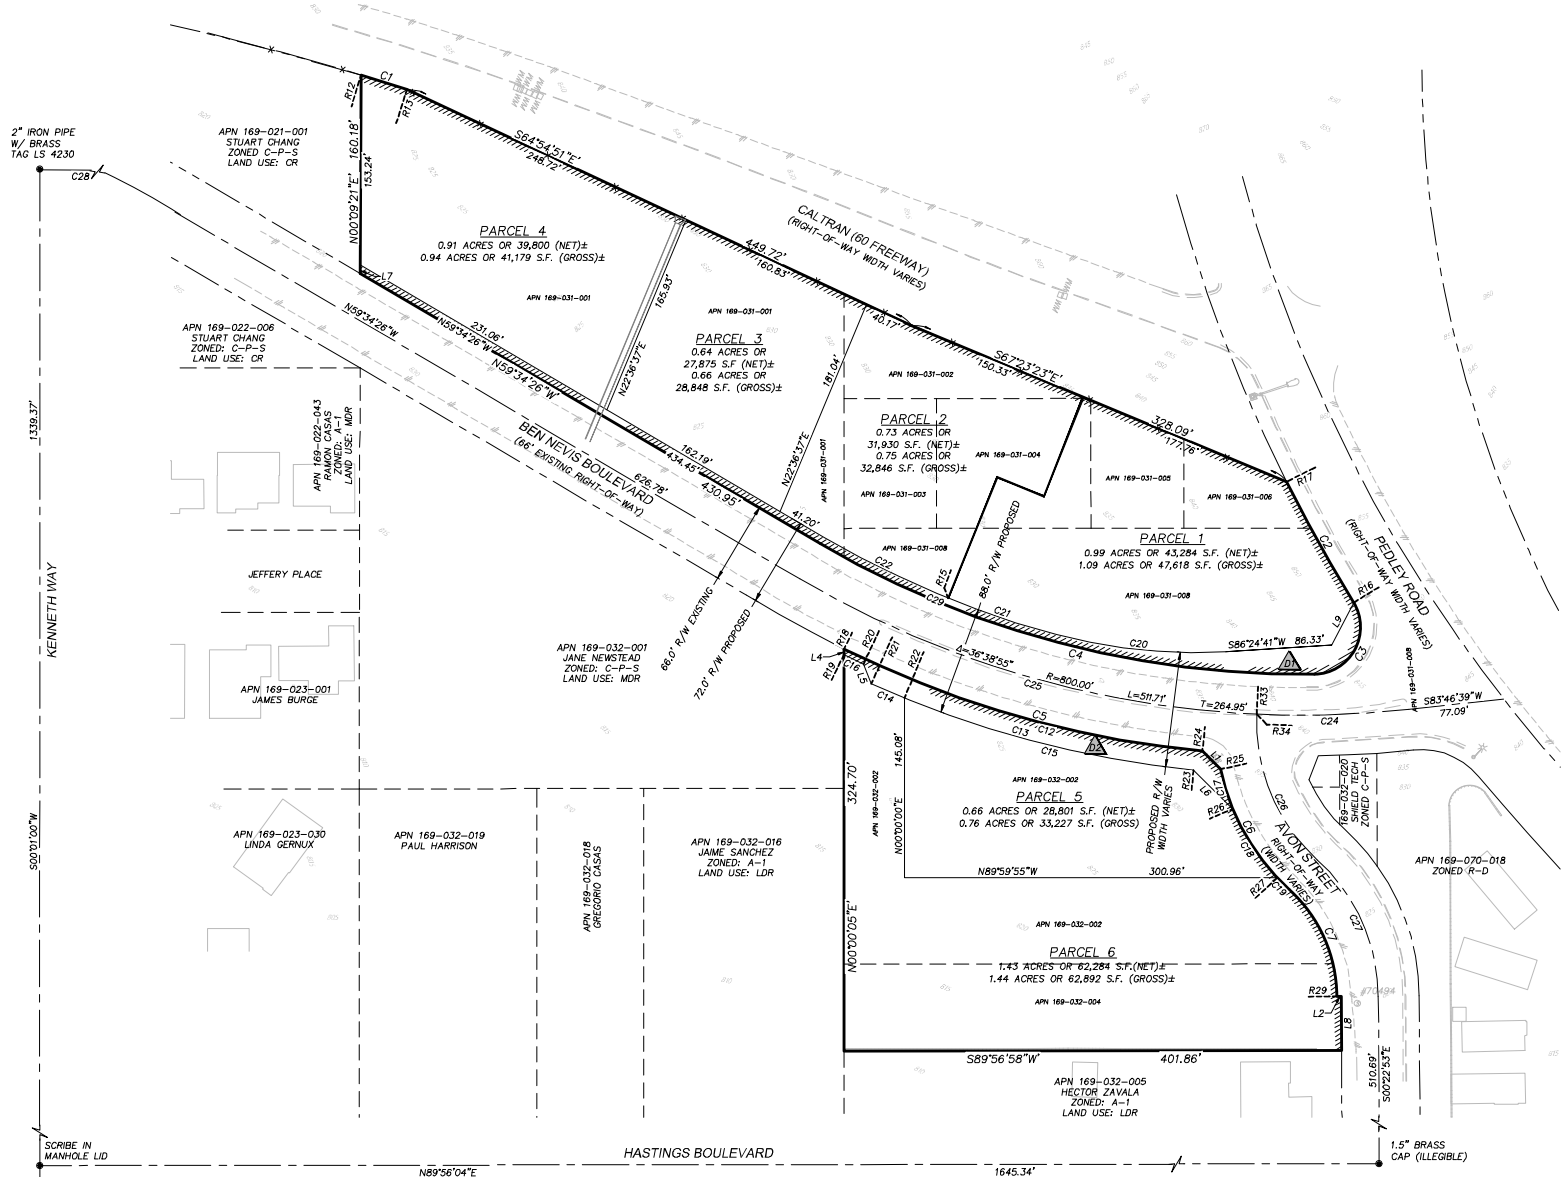 2" IRON PIPE
W/ BRASS
TAG LS 4230
C28
APN 169-021-001
STUART CHANG
ZONED C-P-S
LAND USE: CR
R12
C1
R13
N00°09'21"E 160.18'
153.24'
S64°54'51"E
248.72'
PARCEL 4
0.91 ACRES OR 39,800 (NET)±
0.94 ACRES OR 41,179 S.F. (GROSS)±
APN 169-031-001
L7
CALTRAN (60 FREEWAY)
(RIGHT-OF-WAY WIDTH VARIES)
449.72'
160.83'
165.93'
N22°36'37"E
APN 169-031-001
PARCEL 3
0.64 ACRES OR
27,875 S.F (NET)±
0.66 ACRES OR
28,848 S.F. (GROSS)±
40.17'
181.04'
N22°36'37"E
APN 169-031-001
S67°23'23"E
150.33'
APN 169-031-002
PARCEL 2
0.73 ACRES OR
31,930 S.F. (NET)±
0.75 ACRES OR
32,846 S.F. (GROSS)±
APN 169-031-004
APN 169-031-003
APN 169-031-008
328.09'
177.76'
R17
APN 169-031-005
APN 169-031-006
PARCEL 1
0.99 ACRES OR 43,284 S.F. (NET)±
1.09 ACRES OR 47,618 S.F. (GROSS)±
APN 169-031-008
C2
R16
PEDLEY ROAD
(RIGHT-OF-WAY WIDTH VARIES)
L9
C3
S86°24'41"W 86.33'
D1
APN 169-031-008
N59°34'26"W
231.06'
N59°34'26"W
N59°34'26"W
BEN NEVIS BOULEVARD
(66' EXISTING RIGHT-OF-WAY)
162.19'
434.45'
626.78'
430.95'
41.20'
66.0' R/W EXISTING
72.0' R/W PROPOSED
88.0' R/W PROPOSED
C22
R15
C29
C21
C4
C20
Δ=36°38'55"
R=800.00'
C25
L=511.71'
T=264.95'
R33
R34
C24
S83°46'39"W
77.09'
APN 169-022-006
STUART CHANG
ZONED: C-P-S
LAND USE: CR
APN 169-022-043
RAMON CASAS
ZONED: A-1
LAND USE: MDR
1339.37'
KENNETH WAY
S00°01'00"W
JEFFERY PLACE
APN 169-023-001
JAMES BURGE
APN 169-032-001
JANE NEWSTEAD
ZONED: C-P-S
LAND USE: MDR
L4
R18
R19
R20
R21
R22
C16
L5
C14
C5
C12
C13
C15
D2
R24
L1
R25
R23
L6
C17
R26
C6
C18
R27
C19
C26
AVON STREET
RIGHT-OF-WAY
(WIDTH VARIES)
C27
C7
R29
L2
L8
#70494
169-032-020
SHIELD TECH
ZONED C-P-S
APN 169-070-018
ZONED R-D
324.70'
N00°00'05"E
APN 169-032-002
145.08'
N00°00'00"E
APN 169-032-002
PARCEL 5
0.66 ACRES OR 28,801 S.F. (NET)±
0.76 ACRES OR 33,227 S.F. (GROSS)
PROPOSED R/W
WIDTH VARIES
N89°59'55"W
300.96'
APN 169-032-002
PARCEL 6
1.43 ACRES OR 62,284 S.F.(NET)±
1.44 ACRES OR 62,892 S.F. (GROSS)±
APN 169-032-004
S89°56'58"W
401.86'
APN 169-023-030
LINDA GERNUX
APN 169-032-019
PAUL HARRISON
APN 169-032-018
GREGORIO CASAS
APN 169-032-016
JAIME SANCHEZ
ZONED: A-1
LAND USE: LDR
APN 169-032-005
HECTOR ZAVALA
ZONED: A-1
LAND USE: LDR
510.69'
S00°22'53"E
SCRIBE IN
MANHOLE LID
HASTINGS BOULEVARD
N89°56'04"E
1645.34'
1.5" BRASS
CAP (ILLEGIBLE)